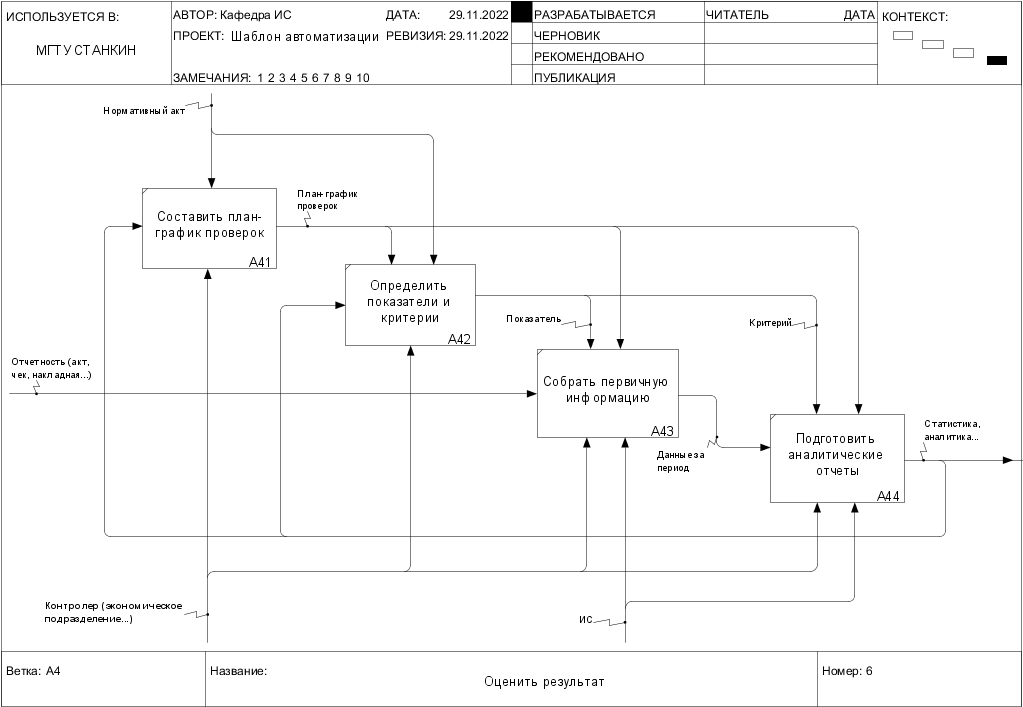 ИСПОЛЬЗУЕТСЯ В:
МГТУ СТАНКИН
АВТОР: Кафедра ИС
ДАТА: 29.11.2022
ПРОЕКТ: Шаблон автоматизации
РЕВИЗИЯ: 29.11.2022
ЗАМЕЧАНИЯ: 1 2 3 4 5 6 7 8 9 10
РАЗРАБАТЫВАЕТСЯ
ЧЕРНОВИК
РЕКОМЕНДОВАНО
ПУБЛИКАЦИЯ
ЧИТАТЕЛЬ
ДАТА
КОНТЕКСТ:
Нормативный акт
План-график
проверок
Составить план-
график проверок
A41
Определить
показатели и
критерии
A42
Показатель
Критерий
Отчетность (акт,
чек, накладная...)
Собрать первичную
информацию
A43
Данные за
период
Подготовить
аналитические
отчеты
A44
Статистика,
аналитика...
Контролер (экономическое
подразделение...)
ИС
Ветка: A4
Название:
Оценить результат
Номер: 6